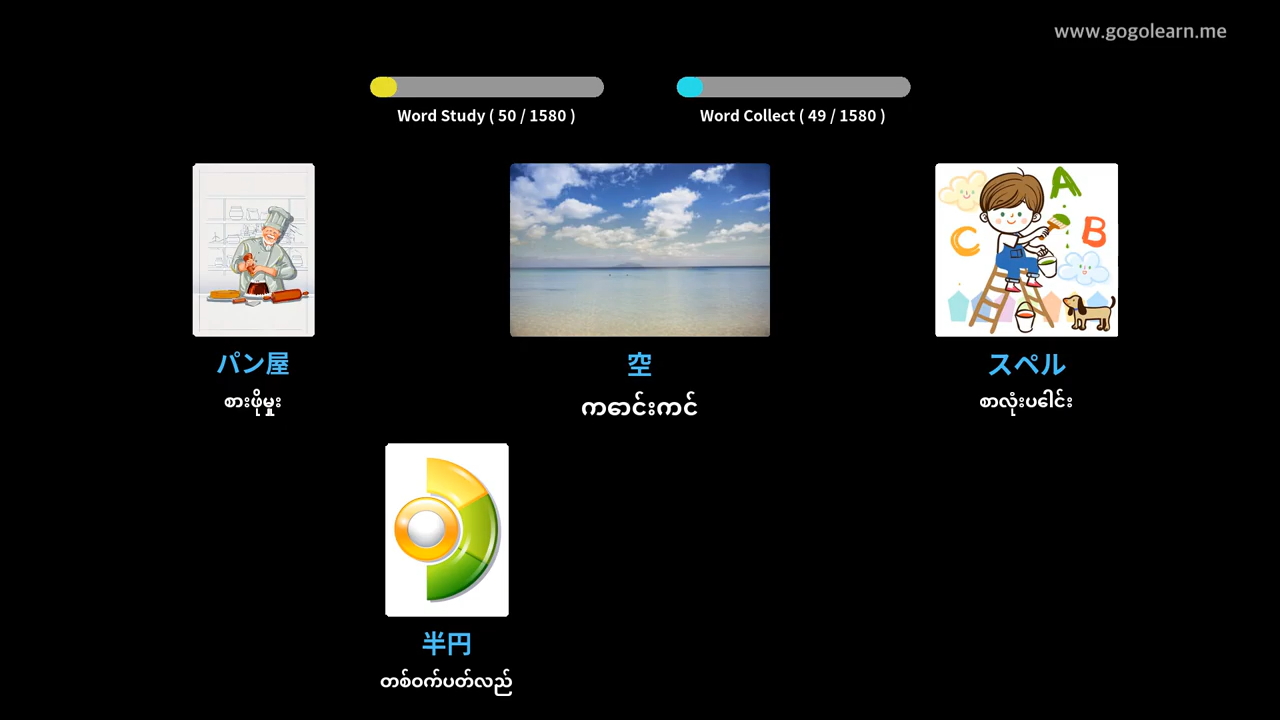 www.gogolearn.me
Word Study ( 50 / 1580 )
Word Collect ( 49 / 1580 )
パン屋
စားဖိုမှူး
空
ကောင်းကင်
スペル
စာလုံးပေါင်း
半円
တစ်ဝက်ပတ်လည်
A
B
C